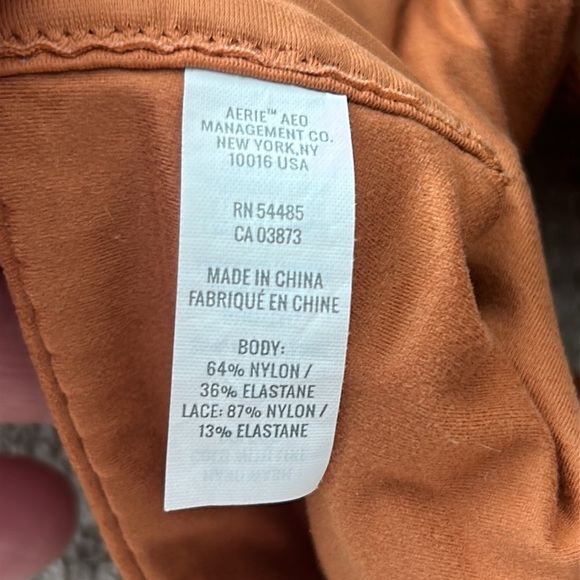 AERIE™ AEO
MANAGEMENT CO.
NEW YORK,NY
10016 USA
RN 54485
CA 03873
MADE IN CHINA
FABRIQUÉ EN CHINE
BODY:
64% NYLON /
36% ELASTANE
LACE: 87% NYLON /
13% ELASTANE